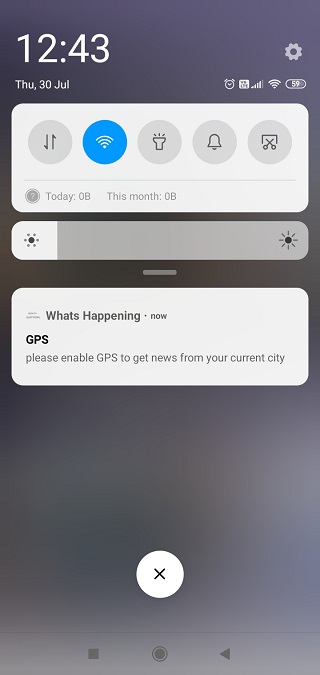 12:43
Thu, 30 Jul
59
Today: 0B
This month: 0B
Whats Happening · now
GPS
please enable GPS to get news from your current city